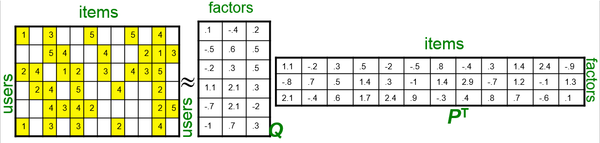 items
1 3 5 5 4
5 4 4 2 1 3
2 4 1 2 3 4 3 5
2 4 5 4 2
4 3 4 2 2 5
1 3 3 2 4
users
≈
factors
.1 -.4 .2
-.5 .6 .5
-.2 .3 .5
1.1 2.1 .3
-.7 2.1 -2
-1 .7 .3
users
Q
items
1.1 -.2 .3 .5 -2 -.5 .8 -.4 .3 1.4 2.4 -.9
-.8 .7 .5 1.4 .3 -1 1.4 2.9 -.7 1.2 -.1 1.3
2.1 -.4 .6 1.7 2.4 .9 -.3 .4 .8 .7 -.6 .1
factors
PT